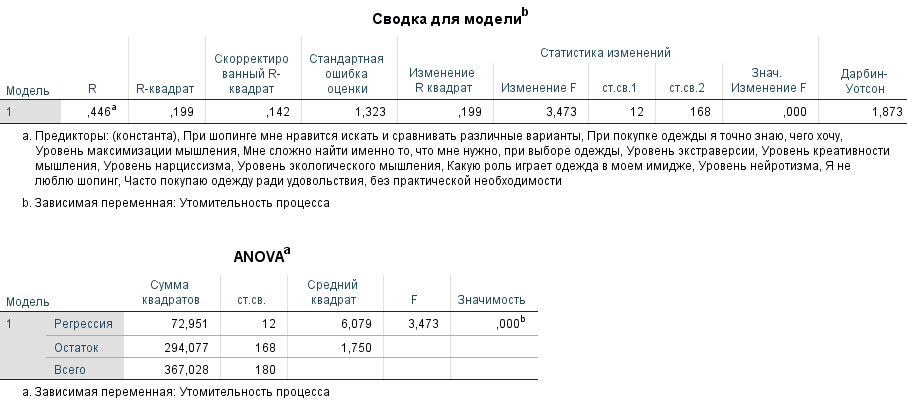 Сводка для модели b
Статистика изменений
Модель R R-квадрат Скорректиро Стандартная Изменение Изменение F ст.св.1 ст.св.2 Знач. Дарбин-
ванный R- ошибка R квадрат Изменения F Уотсон
квадрат оценки
1 ,446a ,199 ,142 1,323 ,199 3,473 12 168 ,000 1,873
a. Предикторы: (константа), При шопинге мне нравится искать и сравнивать различные варианты, При покупке одежды я точно знаю, чего хочу,
Уровень максимизации мышления, Мне сложно найти именно то, что мне нужно, при выборе одежды, Уровень экстраверсии, Уровень креативности
мышления, Уровень нарциссизма, Уровень экологического мышления, Какую роль играет одежда в моем имидже, Уровень нейротизма, Я не
люблю шопинг, Часто покупаю одежду ради удовольствия, без практической необходимости
b. Зависимая переменная: Утомительность процесса
ANOVAa
Модель Сумма ст.св. Средний F Значимость
квадратов квадрат
1 Регрессия 72,951 12 6,079 3,473 ,000b
Остаток 294,077 168 1,750
Всего 367,028 180
a. Зависимая переменная: Утомительность процесса